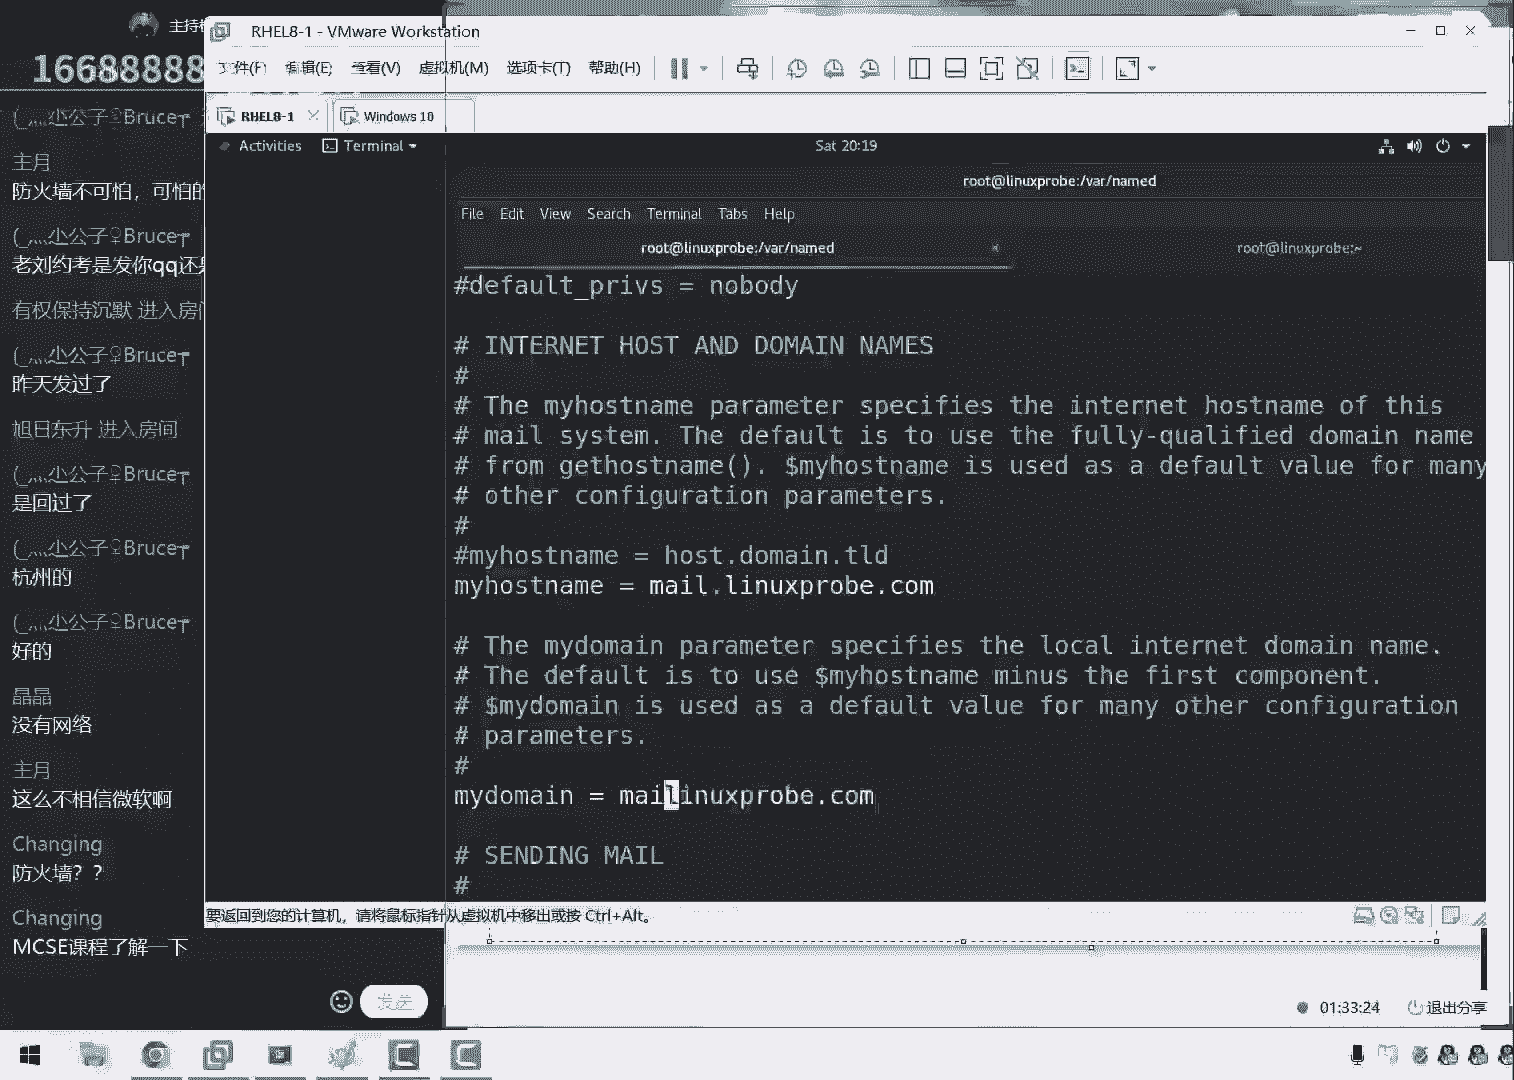 16688888
RHEL8-1 - VMware Workstation
文件(F) 编辑(E) 查看(V) 虚拟机(M) 选项卡(T) 帮助(H)
RHEL8-1
Windows 10
Activities
Terminal
Sat 20:19
root@linuxprobe:/var/named
File Edit View Search Terminal Tabs Help
root@linuxprobe:/var/named
root@linuxprobe:~
#default_privs = nobody
# INTERNET HOST AND DOMAIN NAMES
#
# The myhostname parameter specifies the internet hostname of this
# mail system. The default is to use the fully-qualified domain name
# from gethostname(). $myhostname is used as a default value for many
# other configuration parameters.
#
#myhostname = host.domain.tld
myhostname = mail.linuxprobe.com
# The mydomain parameter specifies the local internet domain name.
# The default is to use $myhostname minus the first component.
# $mydomain is used as a default value for many other configuration
# parameters.
#
mydomain = mailinuxprobe.com
# SENDING MAIL
#
要返回到您的计算机，请将鼠标指针从虚拟机中移出或按 Ctrl+Alt。
主持
公子♀Bruce
主月
防火墙不可怕，可怕的
公子♀Bruce
老刘约考是发你qq还是
有权保持沉默 进入房间
公子♀Bruce
昨天发过了
旭日东升 进入房间
公子♀Bruce
是回过了
公子♀Bruce
杭州的
公子♀Bruce
好的
晶晶
没有网络
主月
这么不相信微软啊
Changing
防火墙？？
Changing
MCSE课程了解一下
发送
01:33:24
退出分享